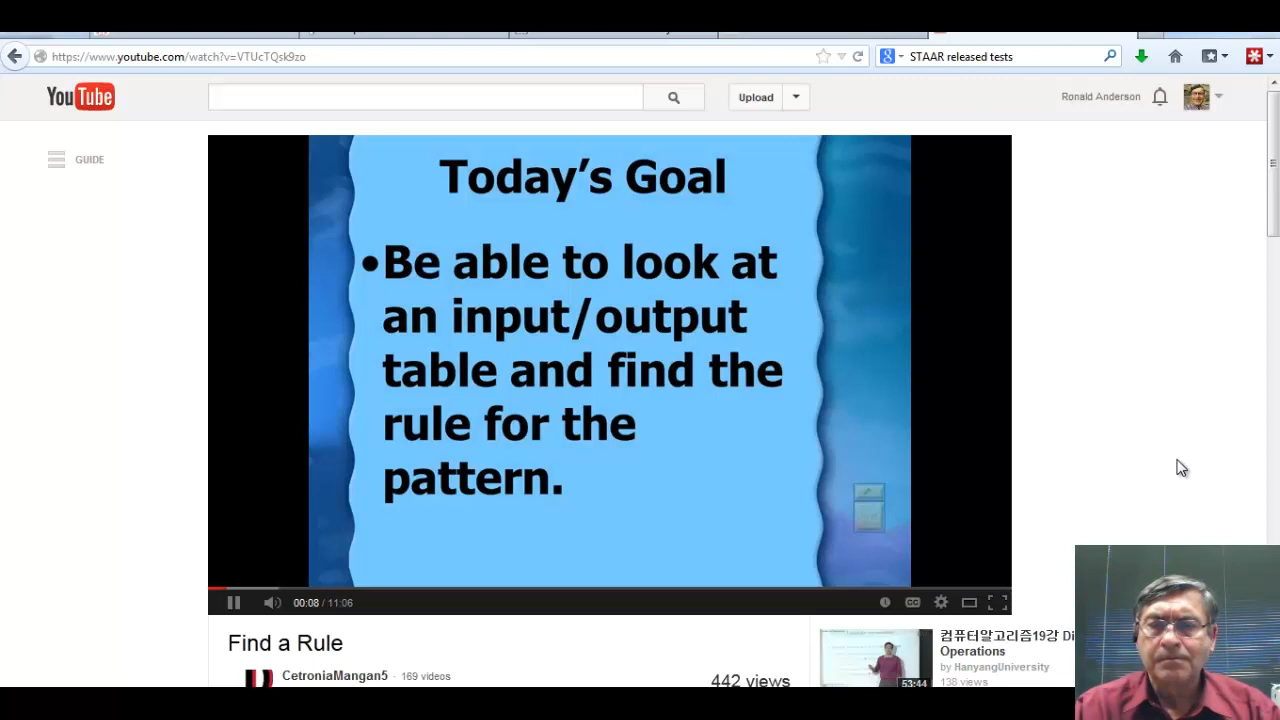 https://www.youtube.com/watch?v=VTUcTQsk9zo
STAAR released tests
YouTube
Upload
Ronald Anderson
GUIDE
Today's Goal
•Be able to look at
an input/output
table and find the
rule for the
pattern.
00:08 / 11:06
CC
Find a Rule
CetroniaMangan5 · 169 videos
442 views
컴퓨터알고리즘19강 Di
Operations
by HanyangUniversity
138 views
53:44